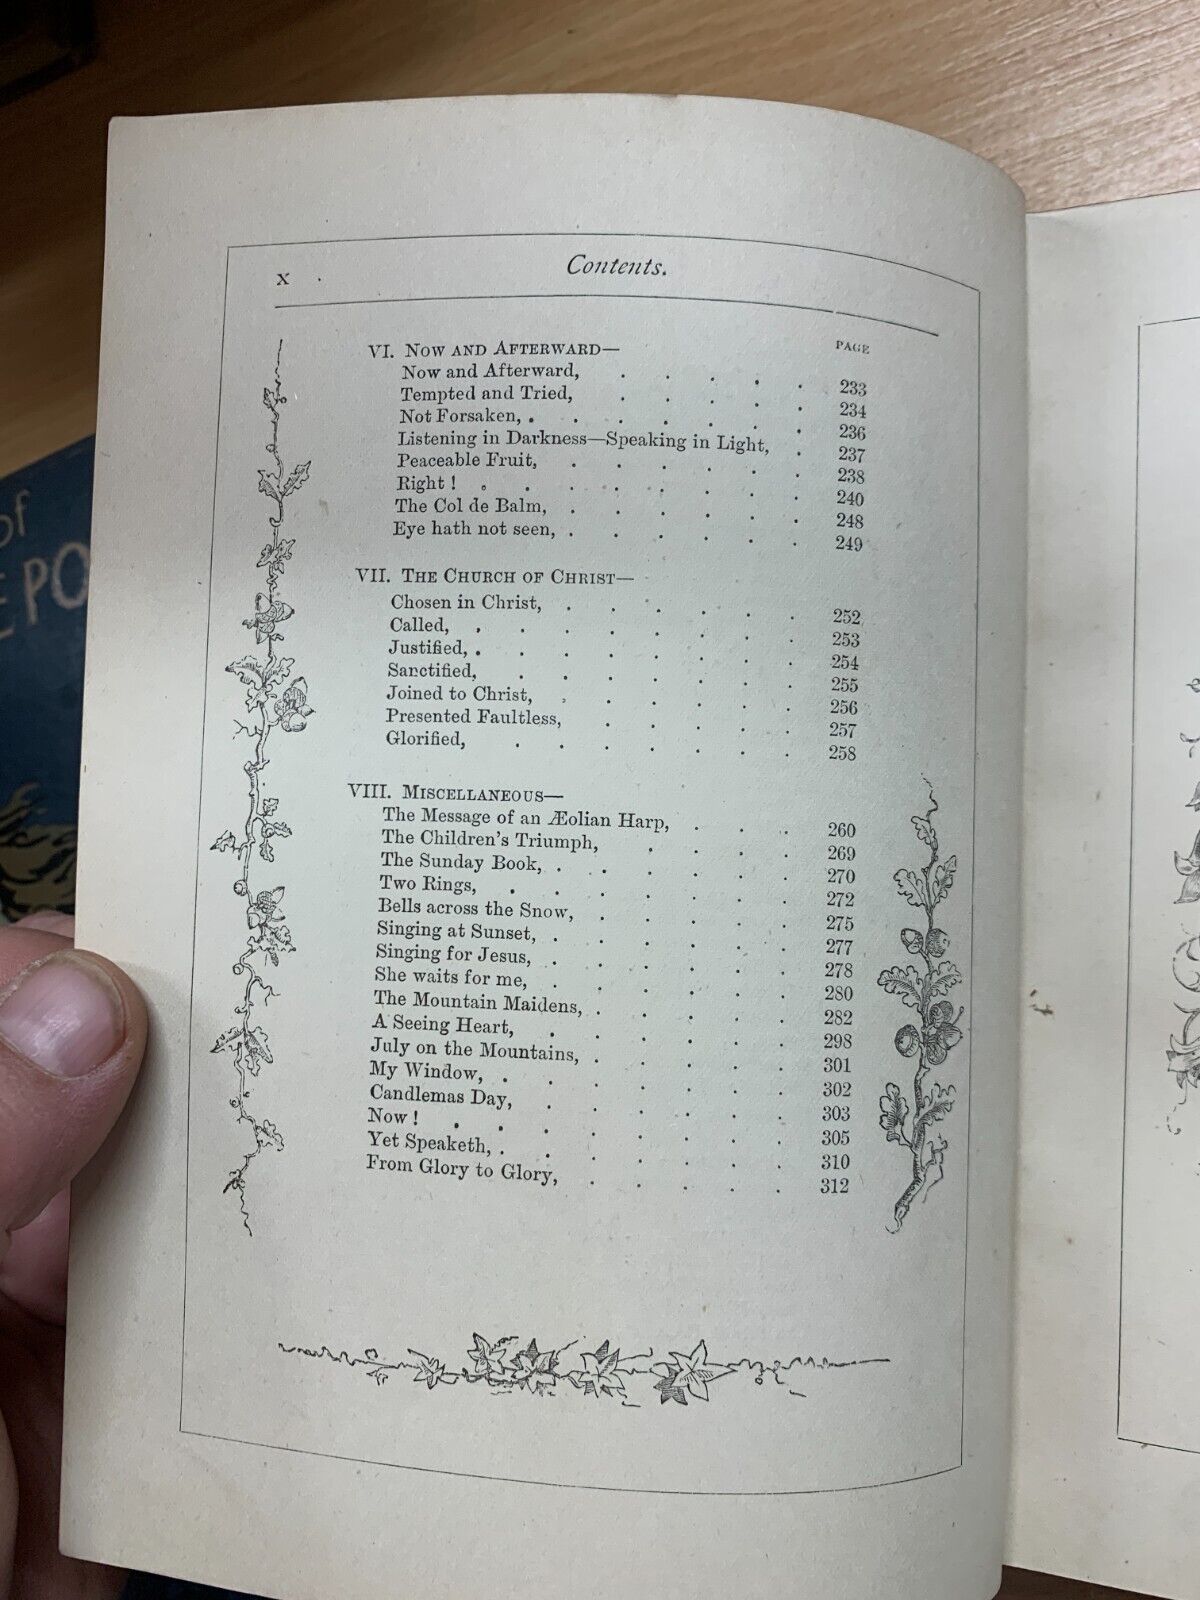 x
Contents.
PAGE
VI. NOW AND AFTERWARD—
Now and Afterward, . . . . . 233
Tempted and Tried, . . . . . 234
Not Forsaken, . . . . . . . 236
Listening in Darkness—Speaking in Light, . 237
Peaceable Fruit, . . . . . . 238
Right ! . . . . . . . . 240
The Col de Balm, . . . . . . 248
Eye hath not seen, . . . . . . 249
VII. THE CHURCH OF CHRIST—
Chosen in Christ, . . . . . . 252
Called, . . . . . . . . 253
Justified, . . . . . . . . 254
Sanctified, . . . . . . . 255
Joined to Christ, . . . . . . 256
Presented Faultless, . . . . . 257
Glorified, . . . . . . . 258
VIII. MISCELLANEOUS—
The Message of an Æolian Harp, . . . 260
The Children's Triumph, . . . . 269
The Sunday Book, . . . . . . 270
Two Rings, . . . . . . . 272
Bells across the Snow, . . . . . 275
Singing at Sunset, . . . . . . 277
Singing for Jesus, . . . . . . 278
She waits for me, . . . . . . 280
The Mountain Maidens, . . . . . 282
A Seeing Heart, . . . . . . 298
July on the Mountains, . . . . . 301
My Window, . . . . . . . 302
Candlemas Day, . . . . . . 303
Now ! . . . . . . . . 305
Yet Speaketh, . . . . . . . 310
From Glory to Glory, . . . . . 312
of